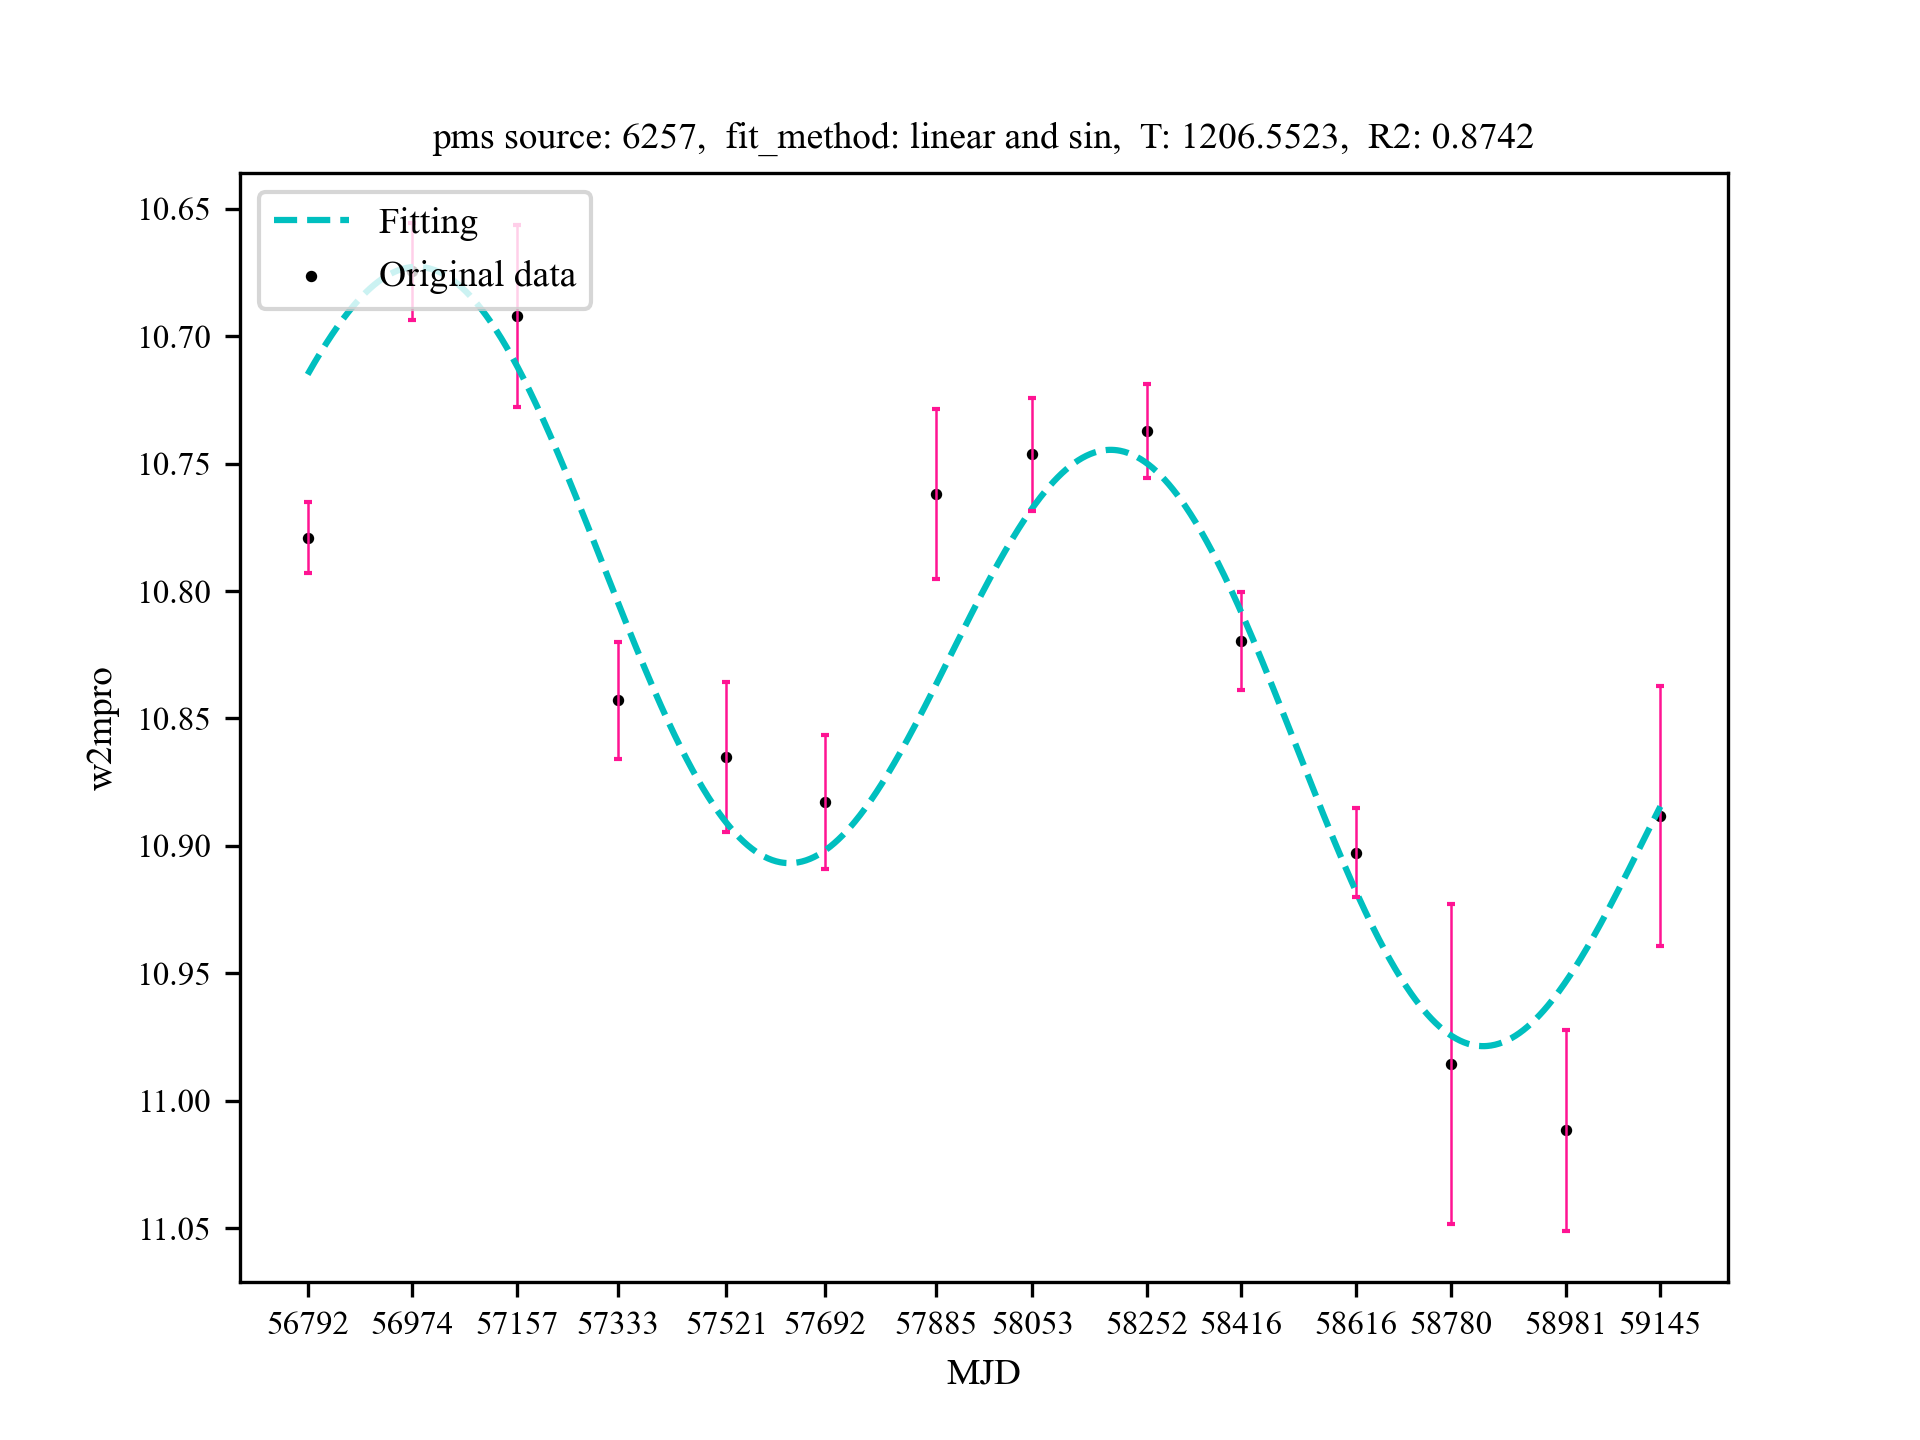 pms source: 6257, fit_method: linear and sin, T: 1206.5523, R2: 0.8742
Fitting
Original data
10.65
10.70
10.75
10.80
10.85
10.90
10.95
11.00
11.05
w2mpro
56792 56974 57157 57333 57521 57692 57885 58053 58252 58416 58616 58780 58981 59145
MJD